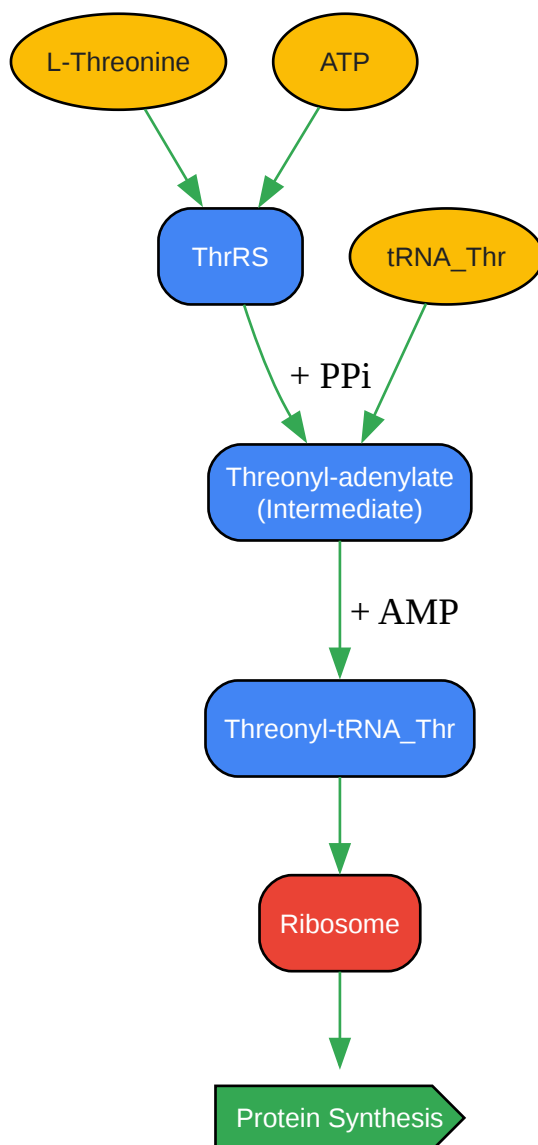 L-Threonine
ATP
ThrRS
tRNA_Thr
+ PPi
Threonyl-adenylate
(Intermediate)
+ AMP
Threonyl-tRNA_Thr
Ribosome
Protein Synthesis